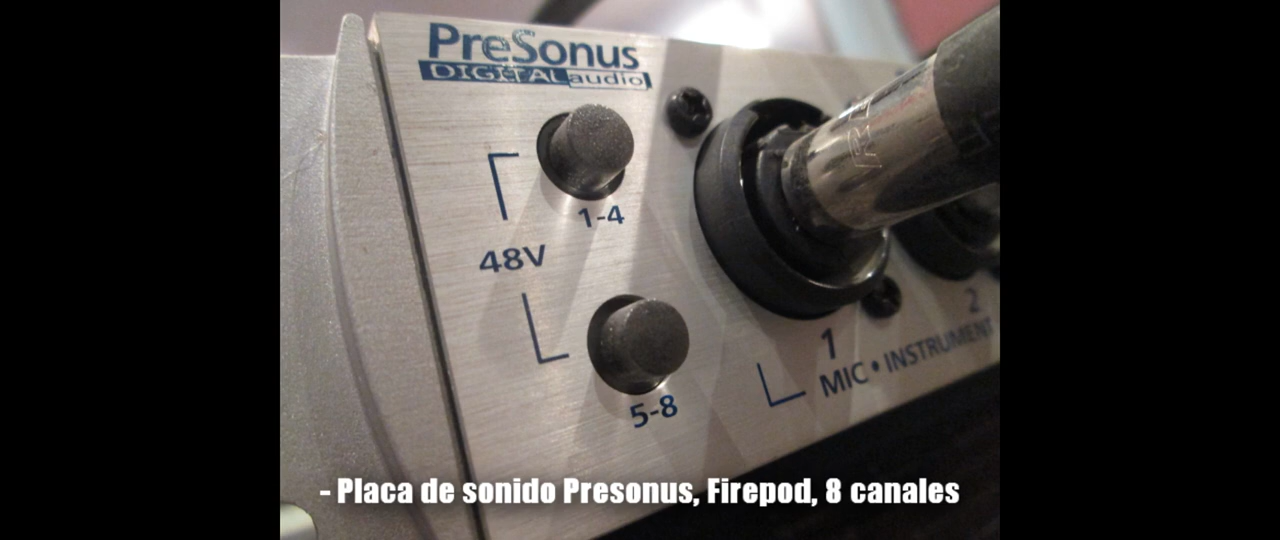 PreSonus
DIGITAL audio
1-4
48V
5-8
1
2
MIC • INSTRUMENT
- Placa de sonido Presonus, Firepod, 8 canales